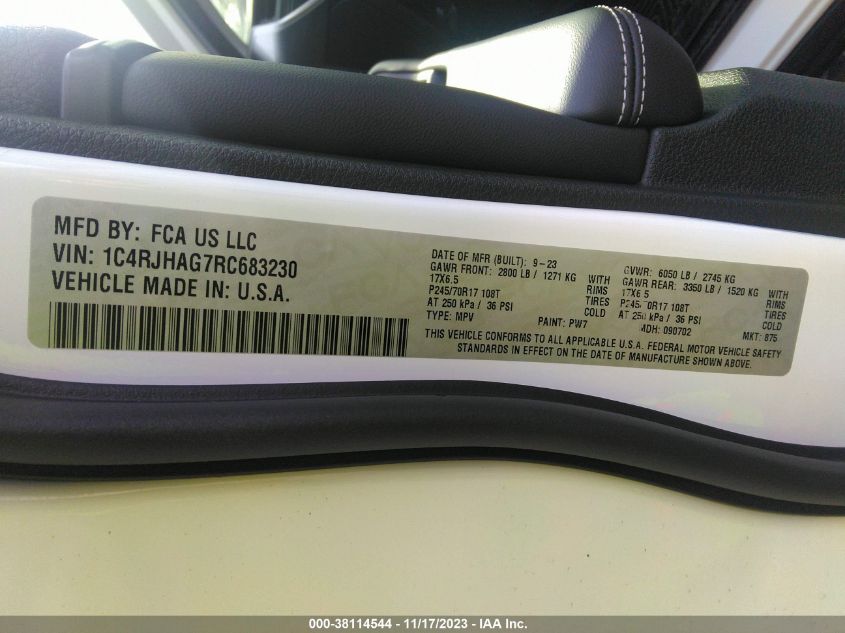 MFD BY: FCA US LLC
VIN: 1C4RJHAG7RC683230
VEHICLE MADE IN: U.S.A.
DATE OF MFR (BUILT): 9-23 GVWR: 6050 LB / 2745 KG
GAWR FRONT: 2800 LB / 1271 KG WITH GAWR REAR: 3350 LB / 1520 KG WITH
17X6.5 RIMS 17X6.5 RIMS
P245/70R17 108T TIRES P245/70R17 108T TIRES
AT 250 kPa / 36 PSI COLD AT 250 kPa / 36 PSI COLD
TYPE: MPV PAINT: PW7 MDH: 090702 MKT: 875
THIS VEHICLE CONFORMS TO ALL APPLICABLE U.S.A. FEDERAL MOTOR VEHICLE SAFETY
STANDARDS IN EFFECT ON THE DATE OF MANUFACTURE SHOWN ABOVE.
000-38114544 - 11/17/2023 - IAA Inc.